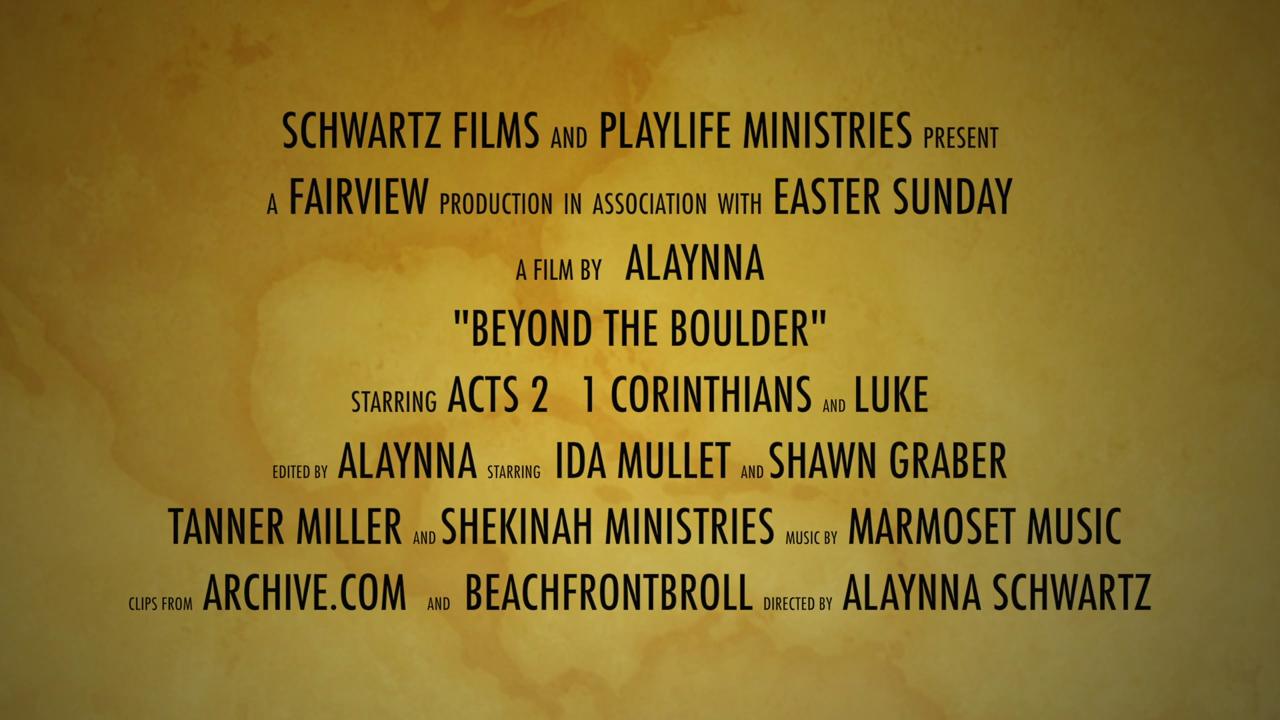 SCHWARTZ FILMS AND PLAYLIFE MINISTRIES PRESENT
A FAIRVIEW PRODUCTION IN ASSOCIATION WITH EASTER SUNDAY
A FILM BY ALAYNNA
"BEYOND THE BOULDER"
STARRING ACTS 2 1 CORINTHIANS AND LUKE
EDITED BY ALAYNNA STARRING IDA MULLET AND SHAWN GRABER
TANNER MILLER AND SHEKINAH MINISTRIES MUSIC BY MARMOSET MUSIC
CLIPS FROM ARCHIVE.COM AND BEACHFRONTBROLL DIRECTED BY ALAYNNA SCHWARTZ